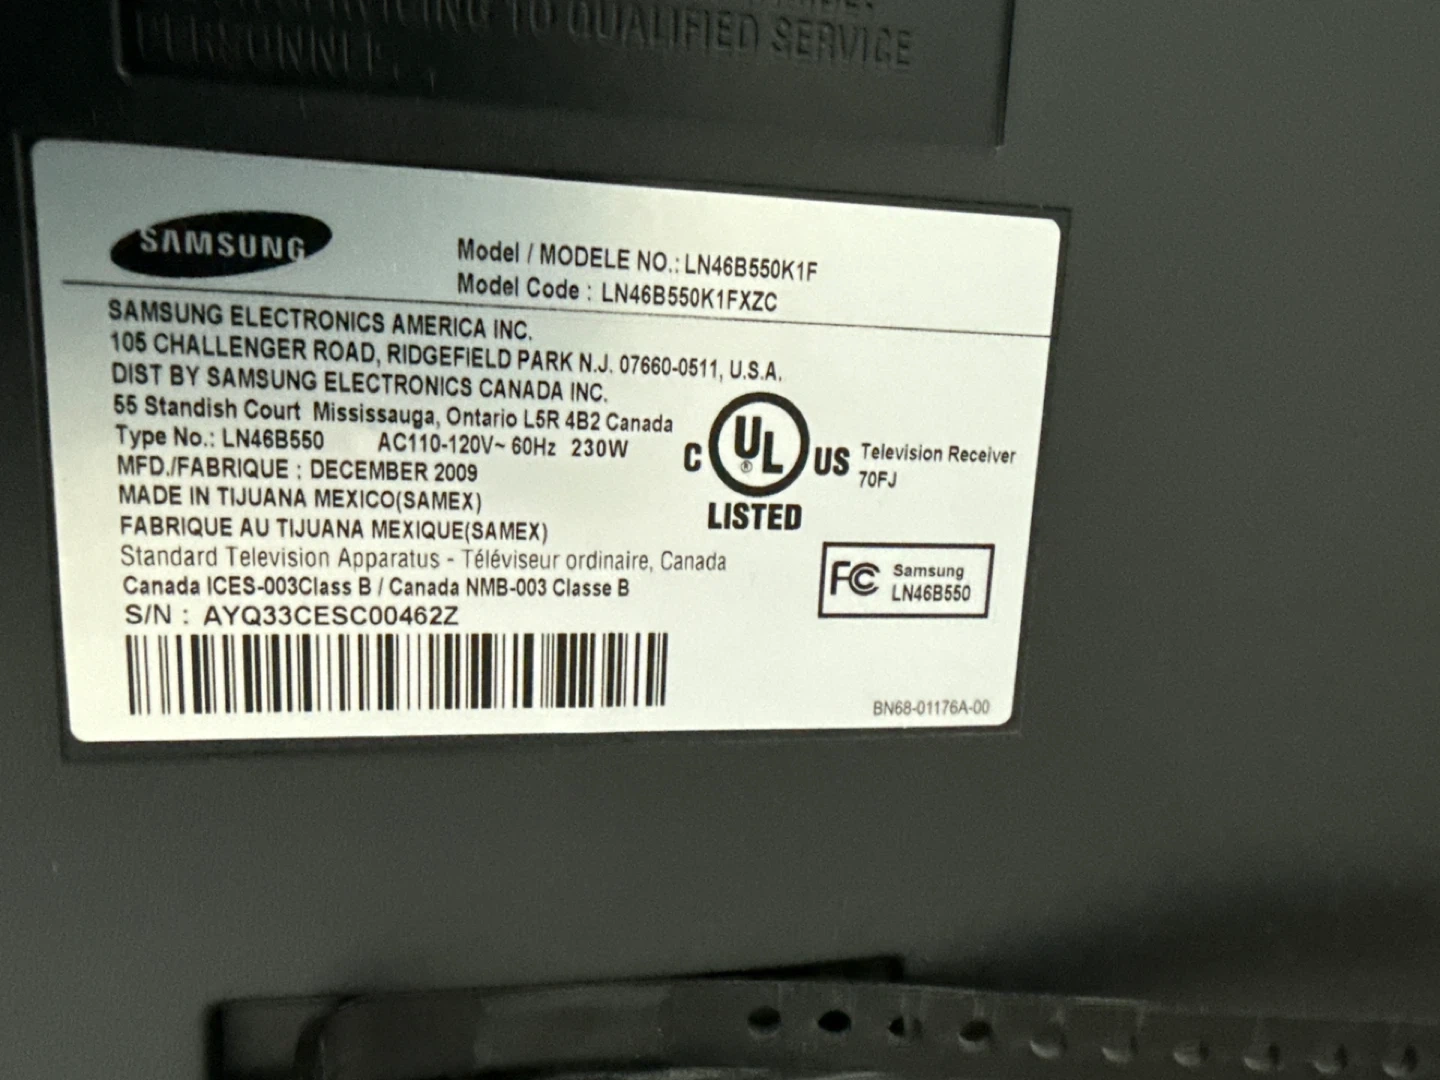 TO QUALIFIED SERVICE
PERSONNEL.
SAMSUNG
Model / MODELE NO.: LN46B550K1F
Model Code : LN46B550K1FXZC
SAMSUNG ELECTRONICS AMERICA INC.
105 CHALLENGER ROAD, RIDGEFIELD PARK N.J. 07660-0511, U.S.A.
DIST BY SAMSUNG ELECTRONICS CANADA INC.
55 Standish Court Mississauga, Ontario L5R 4B2 Canada
Type No.: LN46B550 AC110-120V~ 60Hz 230W
MFD./FABRIQUE : DECEMBER 2009
MADE IN TIJUANA MEXICO(SAMEX)
FABRIQUE AU TIJUANA MEXIQUE(SAMEX)
Standard Television Apparatus - Téléviseur ordinaire, Canada
Canada ICES-003Class B / Canada NMB-003 Classe B
S/N : AYQ33CESC00462Z
C UL ® US
LISTED
Television Receiver
70FJ
FC Samsung
LN46B550
BN68-01176A-00